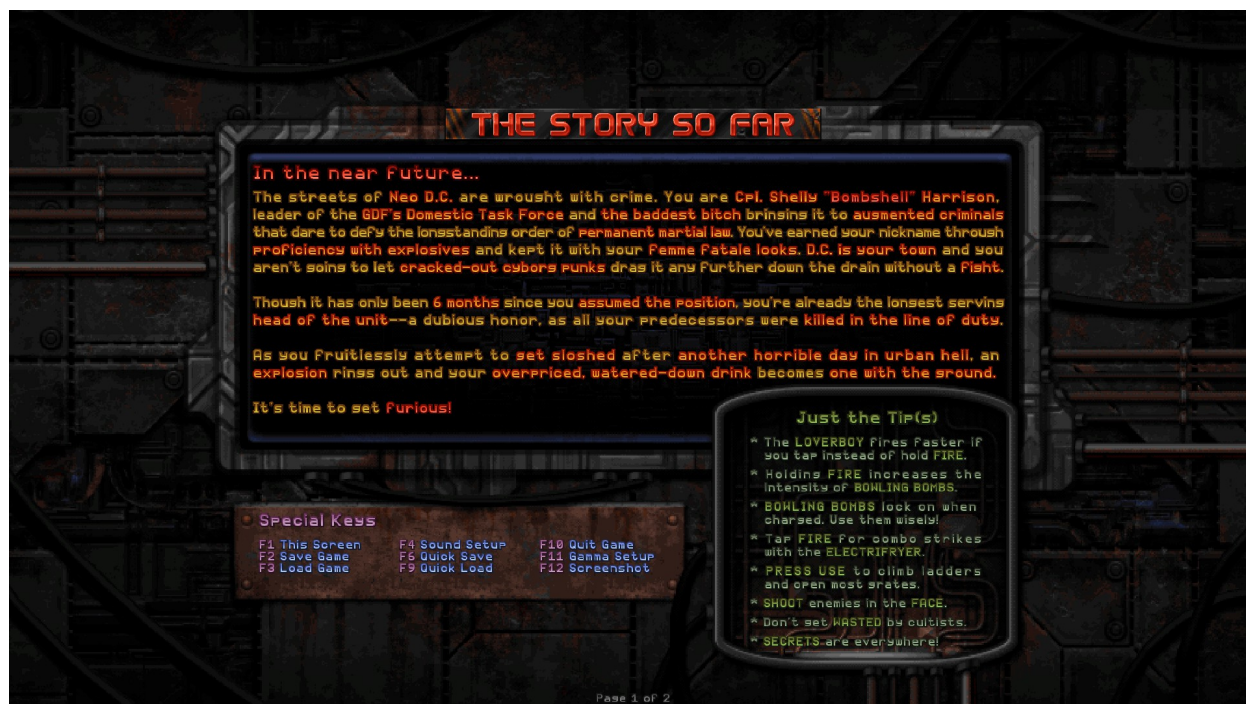 THE STORY SO FAR
In the near future...
The streets of Neo D.C. are wrought with crime. You are Cpl. Shelly "Bombshell" Harrison,
leader of the GDF's Domestic Task Force and the baddest bitch bringing it to augmented criminals
that dare to defy the longstanding order of permanent martial law. You've earned your nickname through
proficiency with explosives and kept it with your femme fatale looks. D.C. is your town and you
aren't going to let cracked-out cyborg punks drag it any further down the drain without a fight.
Though it has only been 6 months since you assumed the position, you're already the longest serving
head of the unit--a dubious honor, as all your predecessors were killed in the line of duty.
As you fruitlessly attempt to get sloshed after another horrible day in urban hell, an
explosion rings out and your overpriced, watered-down drink becomes one with the ground.
It's time to get furious!
Just the Tip(s)
* The LOVERBOY fires faster if
you tap instead of hold FIRE.
* Holding FIRE increases the
intensity of BOWLING BOMBS.
* BOWLING BOMBS lock on when
charged. Use them wisely!
* Tap FIRE for combo strikes
with the ELECTRIFRYER.
* PRESS USE to climb ladders
and open most grates.
* SHOOT enemies in the FACE.
* Don't get WASTED by cultists.
* SECRETS are everywhere!
Special Keys
F1 This Screen F4 Sound Setup F10 Quit Game
F2 Save Game F6 Quick Save F11 Gamma Setup
F3 Load Game F9 Quick Load F12 Screenshot
Page 1 of 2